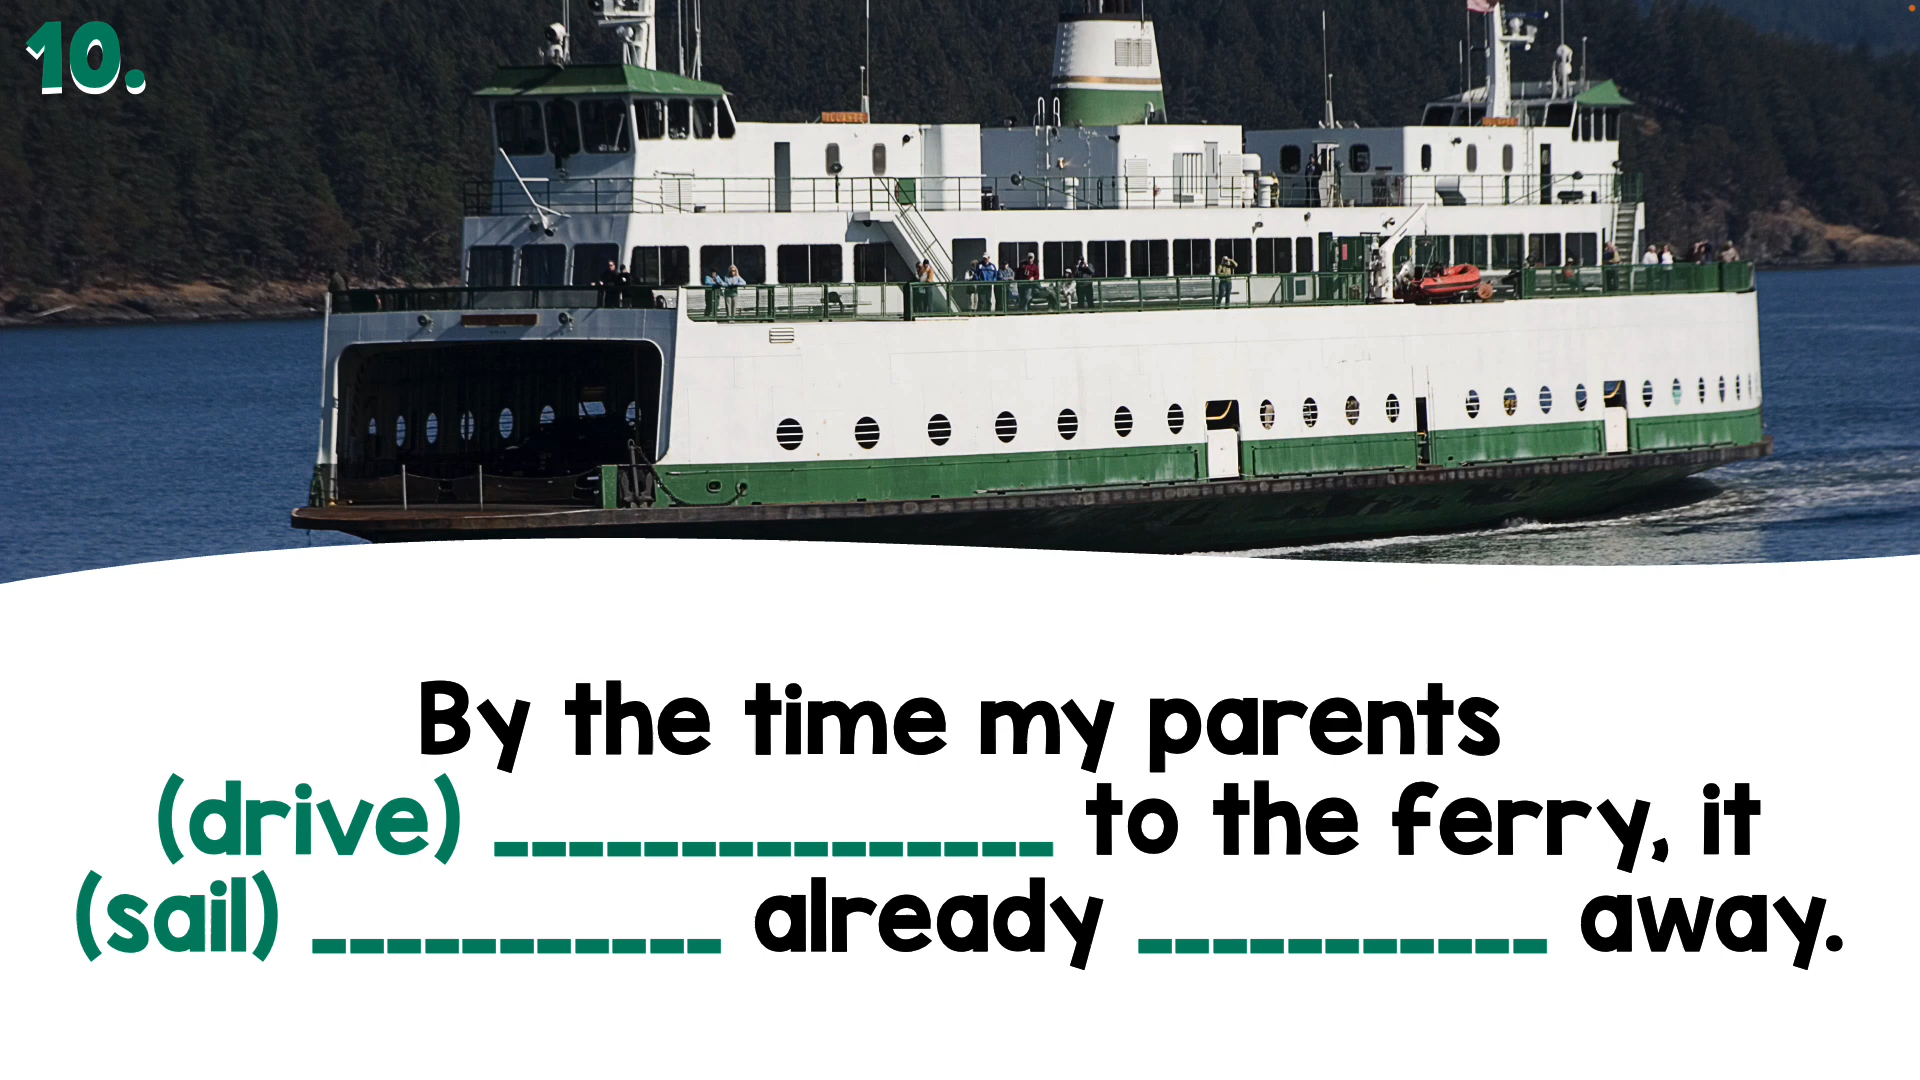 10.
By the time my parents
(drive) _______________ to the ferry, it
(sail) ___________ already ___________ away.